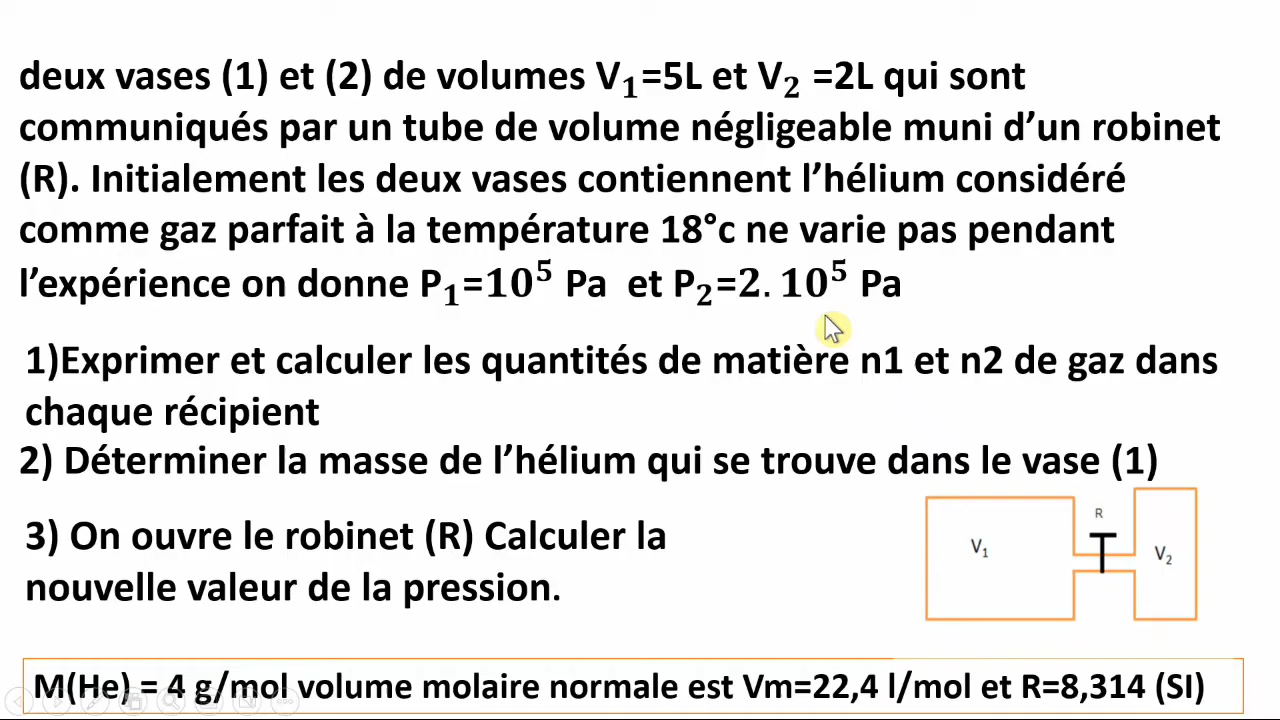 deux vases (1) et (2) de volumes V₁=5L et V₂ =2L qui sont
communiqués par un tube de volume négligeable muni d’un robinet
(R). Initialement les deux vases contiennent l’hélium considéré
comme gaz parfait à la température 18°c ne varie pas pendant
l’expérience on donne P₁=10⁵ Pa et P₂=2. 10⁵ Pa
1)Exprimer et calculer les quantités de matière n1 et n2 de gaz dans
chaque récipient
2) Déterminer la masse de l’hélium qui se trouve dans le vase (1)
3) On ouvre le robinet (R) Calculer la
nouvelle valeur de la pression.
R
V₁
V₂
M(He) = 4 g/mol volume molaire normale est Vm=22,4 l/mol et R=8,314 (SI)